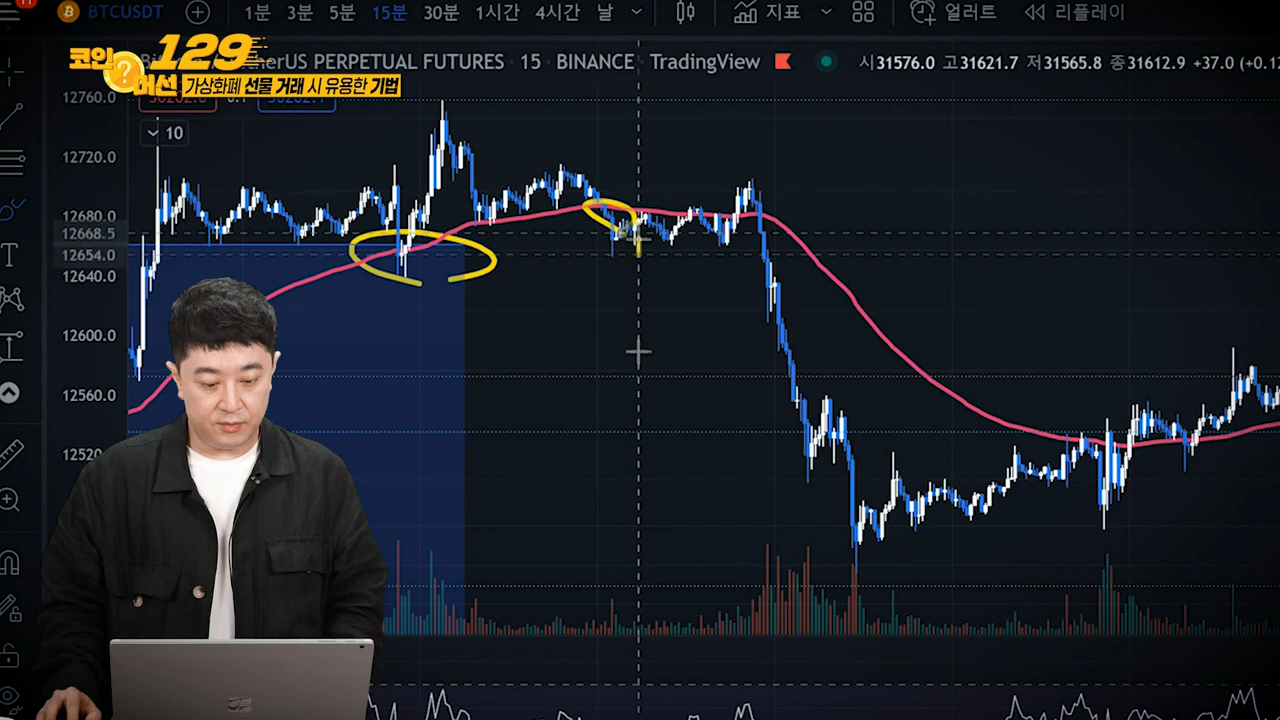 BTCUSDT 1분 3분 5분 15분 30분 1시간 4시간 날 지표 얼러트 리플레이
코인 129
머선 가상화폐 선물 거래 시 유용한 기법
PERPETUAL FUTURES · 15 · BINANCE TradingView 시31576.0 고31621.7 저31565.8 종31612.9 +37.0
12760.0
10
12720.0
12680.0
12668.5
12654.0
12640.0
12600.0
12560.0